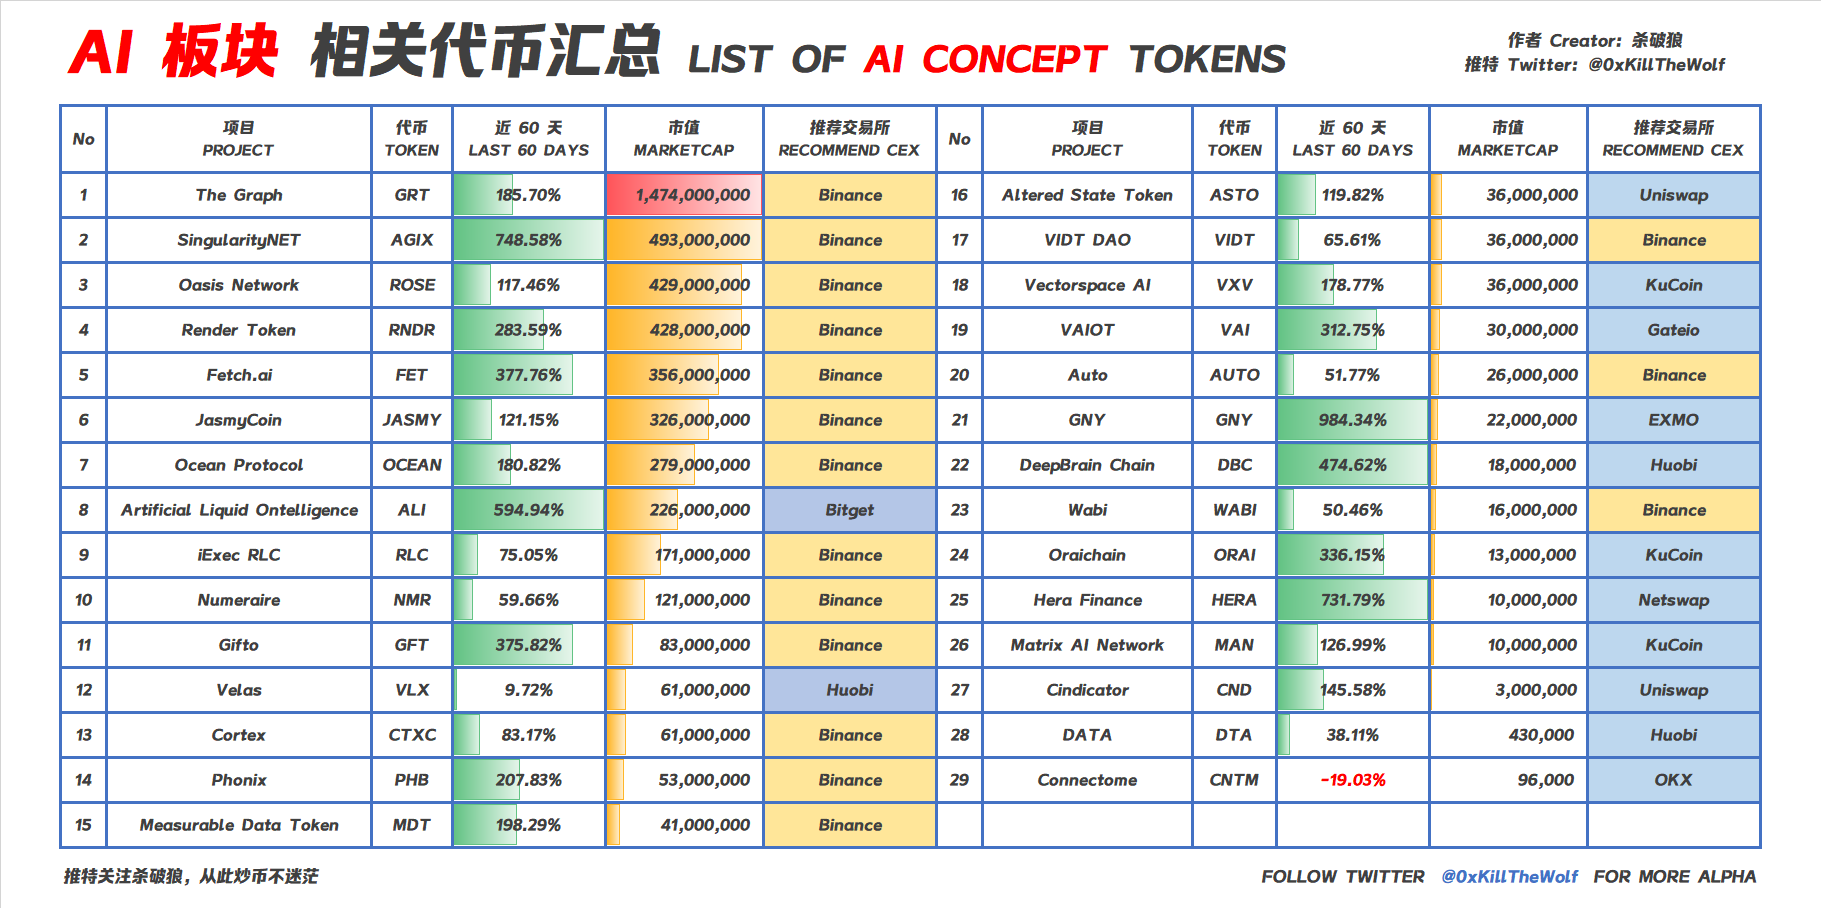 AI 板块 相关代币汇总 LIST OF AI CONCEPT TOKENS
作者 Creator: 杀破狼
推特 Twitter: @0xKillTheWolf
No 项目 PROJECT 代币 TOKEN 近 60 天 LAST 60 DAYS 市值 MARKETCAP 推荐交易所 RECOMMEND CEX No 项目 PROJECT 代币 TOKEN 近 60 天 LAST 60 DAYS 市值 MARKETCAP 推荐交易所 RECOMMEND CEX
1 The Graph GRT 185.70% 1,474,000,000 Binance 16 Altered State Token ASTO 119.82% 36,000,000 Uniswap
2 SingularityNET AGIX 748.58% 493,000,000 Binance 17 VIDT DAO VIDT 65.61% 36,000,000 Binance
3 Oasis Network ROSE 117.46% 429,000,000 Binance 18 Vectorspace AI VXV 178.77% 36,000,000 KuCoin
4 Render Token RNDR 283.59% 428,000,000 Binance 19 VAIOT VAI 312.75% 30,000,000 Gateio
5 Fetch.ai FET 377.76% 356,000,000 Binance 20 Auto AUTO 51.77% 26,000,000 Binance
6 JasmyCoin JASMY 121.15% 326,000,000 Binance 21 GNY GNY 984.34% 22,000,000 EXMO
7 Ocean Protocol OCEAN 180.82% 279,000,000 Binance 22 DeepBrain Chain DBC 474.62% 18,000,000 Huobi
8 Artificial Liquid Ontelligence ALI 594.94% 226,000,000 Bitget 23 Wabi WABI 50.46% 16,000,000 Binance
9 iExec RLC RLC 75.05% 171,000,000 Binance 24 Oraichain ORAI 336.15% 13,000,000 KuCoin
10 Numeraire NMR 59.66% 121,000,000 Binance 25 Hera Finance HERA 731.79% 10,000,000 Netswap
11 Gifto GFT 375.82% 83,000,000 Binance 26 Matrix AI Network MAN 126.99% 10,000,000 KuCoin
12 Velas VLX 9.72% 61,000,000 Huobi 27 Cindicator CND 145.58% 3,000,000 Uniswap
13 Cortex CTXC 83.17% 61,000,000 Binance 28 DATA DTA 38.11% 430,000 Huobi
14 Phonix PHB 207.83% 53,000,000 Binance 29 Connectome CNTM -19.03% 96,000 OKX
15 Measurable Data Token MDT 198.29% 41,000,000 Binance
推特关注杀破狼，从此炒币不迷茫 FOLLOW TWITTER @0xKillTheWolf FOR MORE ALPHA